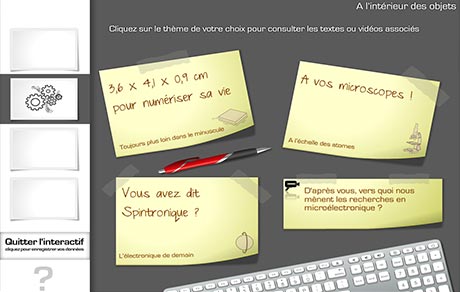 A l'intérieur des objets
Cliquez sur le thème de votre choix pour consulter les textes ou vidéos associés
3,6 x 4,1 x 0,9 cm
pour numériser sa vie
Toujours plus loin dans le minuscule
A vos microscopes !
A l'échelle des atomes
Vous avez dit
Spintronique ?
L'électronique de demain
D'après vous, vers quoi nous
mènent les recherches en
microélectronique ?
Quitter l'interactif
cliquez pour enregistrer vos données
?